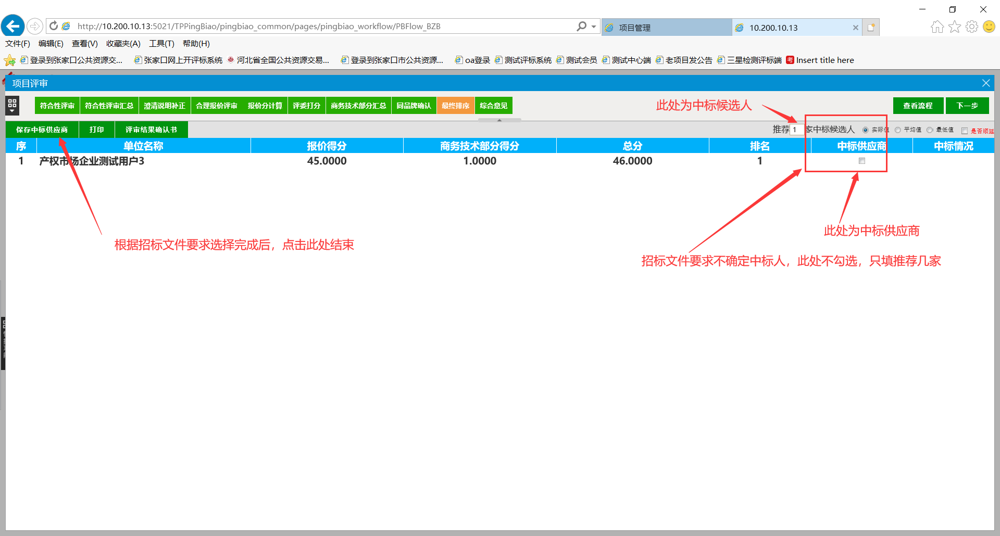 http://10.200.10.13:5021/TPPingBiao/pingbiao_common/pages/pingbiao_workflow/PBFlow_BZB
项目管理
10.200.10.13
文件(F) 编辑(E) 查看(V) 收藏夹(A) 工具(T) 帮助(H)
登录到张家口公共资源交... 张家口网上开评标系统 河北省全国公共资源交易... 登录到张家口市公共资源... oa登录 测试评标系统 测试会员 测试中心端 老项目发公告 三星检测评标端 考 Insert title here
项目评审
符合性评审 符合性评审汇总 澄清说明补正 合理报价评审 报价分计算 评委打分 商务技术部分汇总 同品牌确认 最终排序 综合意见
此处为中标候选人
查看流程 下一步
保存中标供应商 打印 评审结果确认书
推荐 1 家中标候选人 实际值 平均值 最低值 是否顺延
序 单位名称 报价得分 商务技术部分得分 总分 排名 中标供应商 中标情况
1 产权市场企业测试用户3 45.0000 1.0000 46.0000 1
此处为中标供应商
根据招标文件要求选择完成后，点击此处结束
招标文件要求不确定中标人，此处不勾选，只填推荐几家